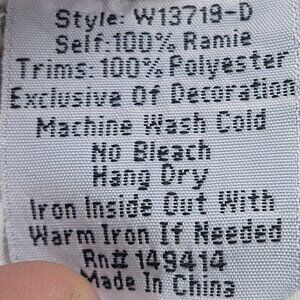 Style: W13719-D
Self:100% Ramie
Trims: 100% Polyester
Exclusive Of Decoration
Machine Wash Cold
No Bleach
Hang Dry
Iron Inside Out With
Warm Iron If Needed
Rn# 149414
Made In China